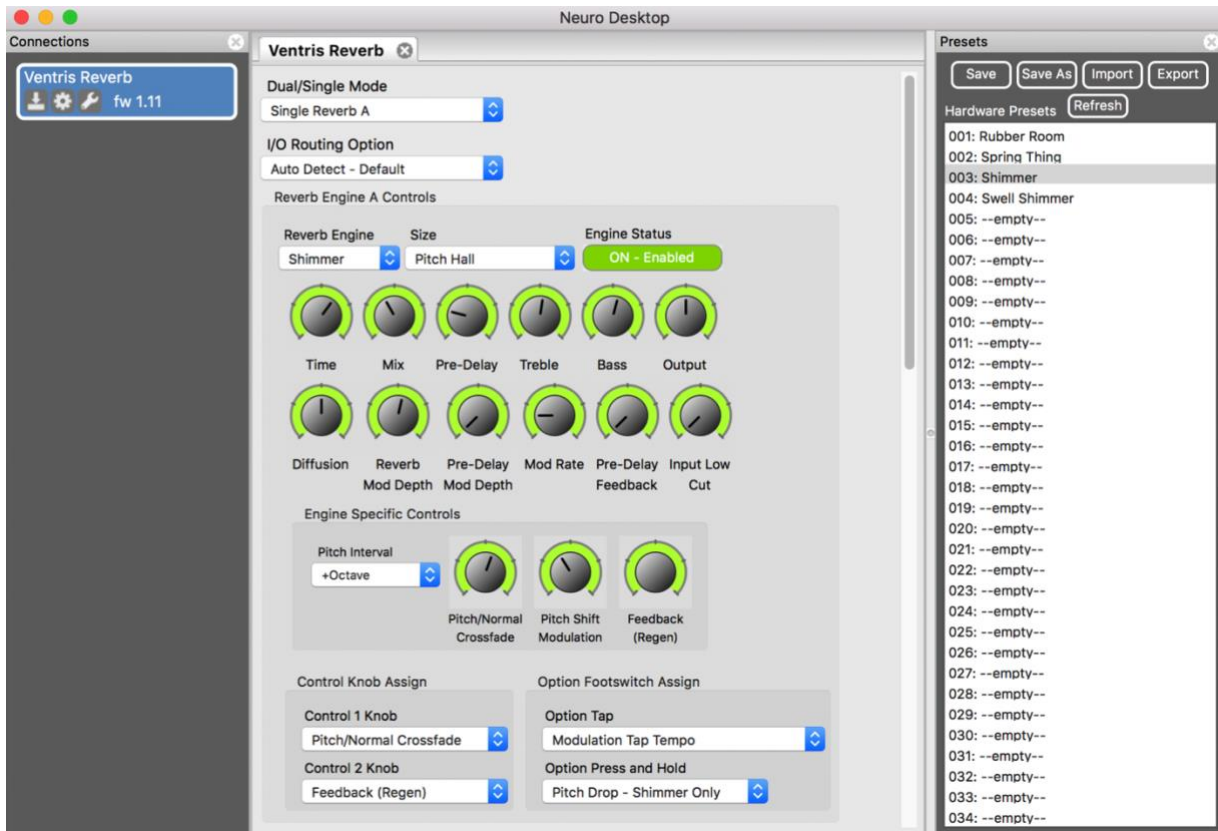 Neuro Desktop
Connections
Ventris Reverb
fw 1.11
Ventris Reverb
Dual/Single Mode
Single Reverb A
I/O Routing Option
Auto Detect - Default
Reverb Engine A Controls
Reverb Engine Size Engine Status
Shimmer Pitch Hall ON - Enabled
Time Mix Pre-Delay Treble Bass Output
Diffusion Reverb Pre-Delay Mod Rate Pre-Delay Input Low
Mod Depth Mod Depth Feedback Cut
Engine Specific Controls
Pitch Interval
+Octave
Pitch/Normal Pitch Shift Feedback
Crossfade Modulation (Regen)
Control Knob Assign
Control 1 Knob
Pitch/Normal Crossfade
Control 2 Knob
Feedback (Regen)
Option Footswitch Assign
Option Tap
Modulation Tap Tempo
Option Press and Hold
Pitch Drop - Shimmer Only
Presets
Save Save As Import Export
Hardware Presets Refresh
001: Rubber Room
002: Spring Thing
003: Shimmer
004: Swell Shimmer
005: --empty--
006: --empty--
007: --empty--
008: --empty--
009: --empty--
010: --empty--
011: --empty--
012: --empty--
013: --empty--
014: --empty--
015: --empty--
016: --empty--
017: --empty--
018: --empty--
019: --empty--
020: --empty--
021: --empty--
022: --empty--
023: --empty--
024: --empty--
025: --empty--
026: --empty--
027: --empty--
028: --empty--
029: --empty--
030: --empty--
031: --empty--
032: --empty--
033: --empty--
034: --empty--